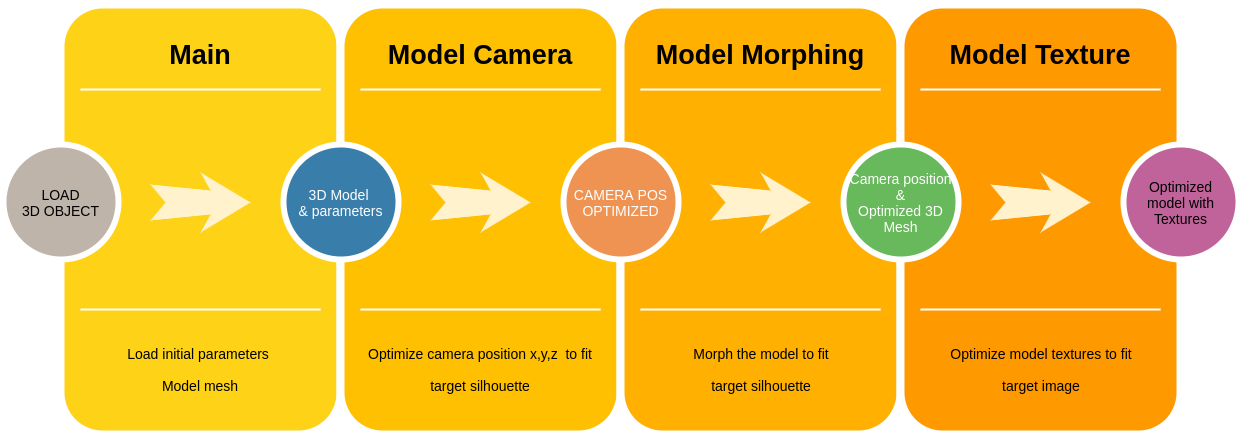 Main
Model Camera
Model Morphing
Model Texture
LOAD
3D OBJECT
3D Model
& parameters
CAMERA POS
OPTIMIZED
Camera position
&
Optimized 3D
Mesh
Optimized
model with
Textures
Load initial parameters
Model mesh
Optimize camera position x,y,z  to fit
target silhouette
Morph the model to fit
target silhouette
Optimize model textures to fit
target image